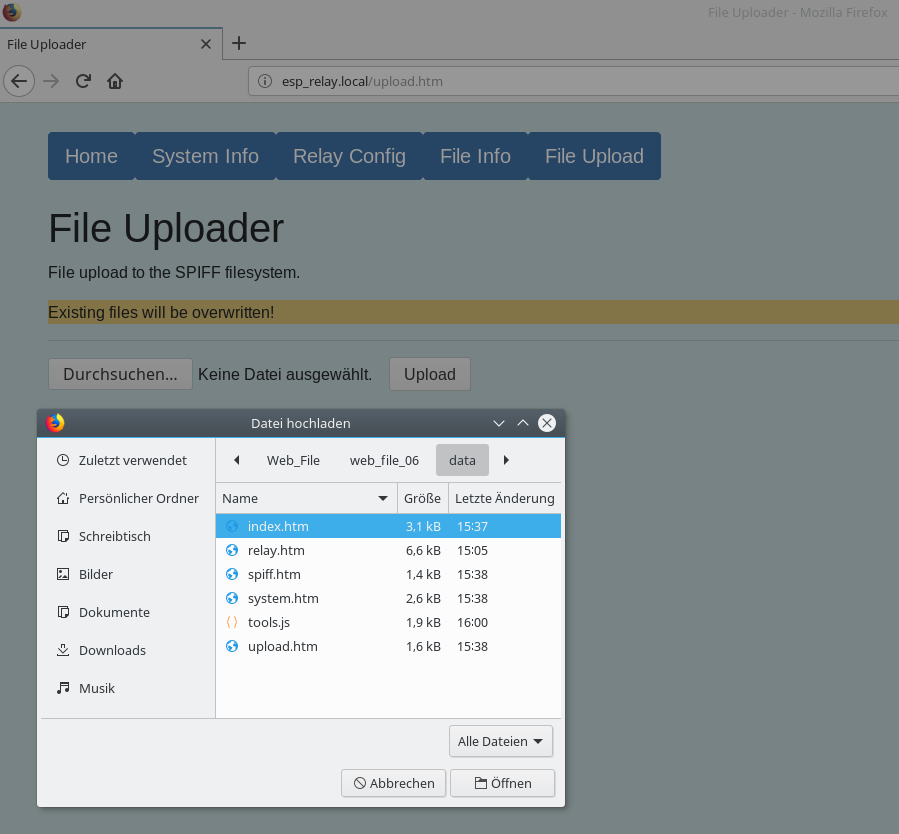 File Uploader - Mozilla Firefox
File Uploader
esp_relay.local/upload.htm
Home System Info Relay Config File Info File Upload
File Uploader
File upload to the SPIFF filesystem.
Existing files will be overwritten!
Durchsuchen... Keine Datei ausgewählt. Upload
Datei hochladen
Zuletzt verwendet
Persönlicher Ordner
Schreibtisch
Bilder
Dokumente
Downloads
Musik
Web_File web_file_06 data
Name Größe Letzte Änderung
index.htm 3,1 kB 15:37
relay.htm 6,6 kB 15:05
spiff.htm 1,4 kB 15:38
system.htm 2,6 kB 15:38
tools.js 1,9 kB 16:00
upload.htm 1,6 kB 15:38
Alle Dateien
Abbrechen Öffnen